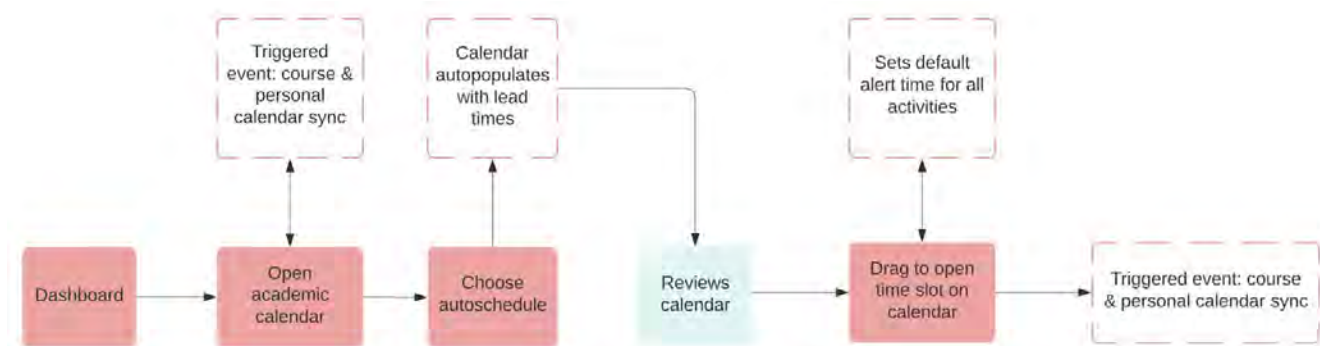 Triggered
event: course &
personal
calendar sync
Calendar
autopopulates
with lead
times
Sets default
alert time for all
activities
Dashboard
Open
academic
calendar
Choose
autoschedule
Reviews
calendar
Drag to open
time slot on
calendar
Triggered event: course
& personal calendar sync